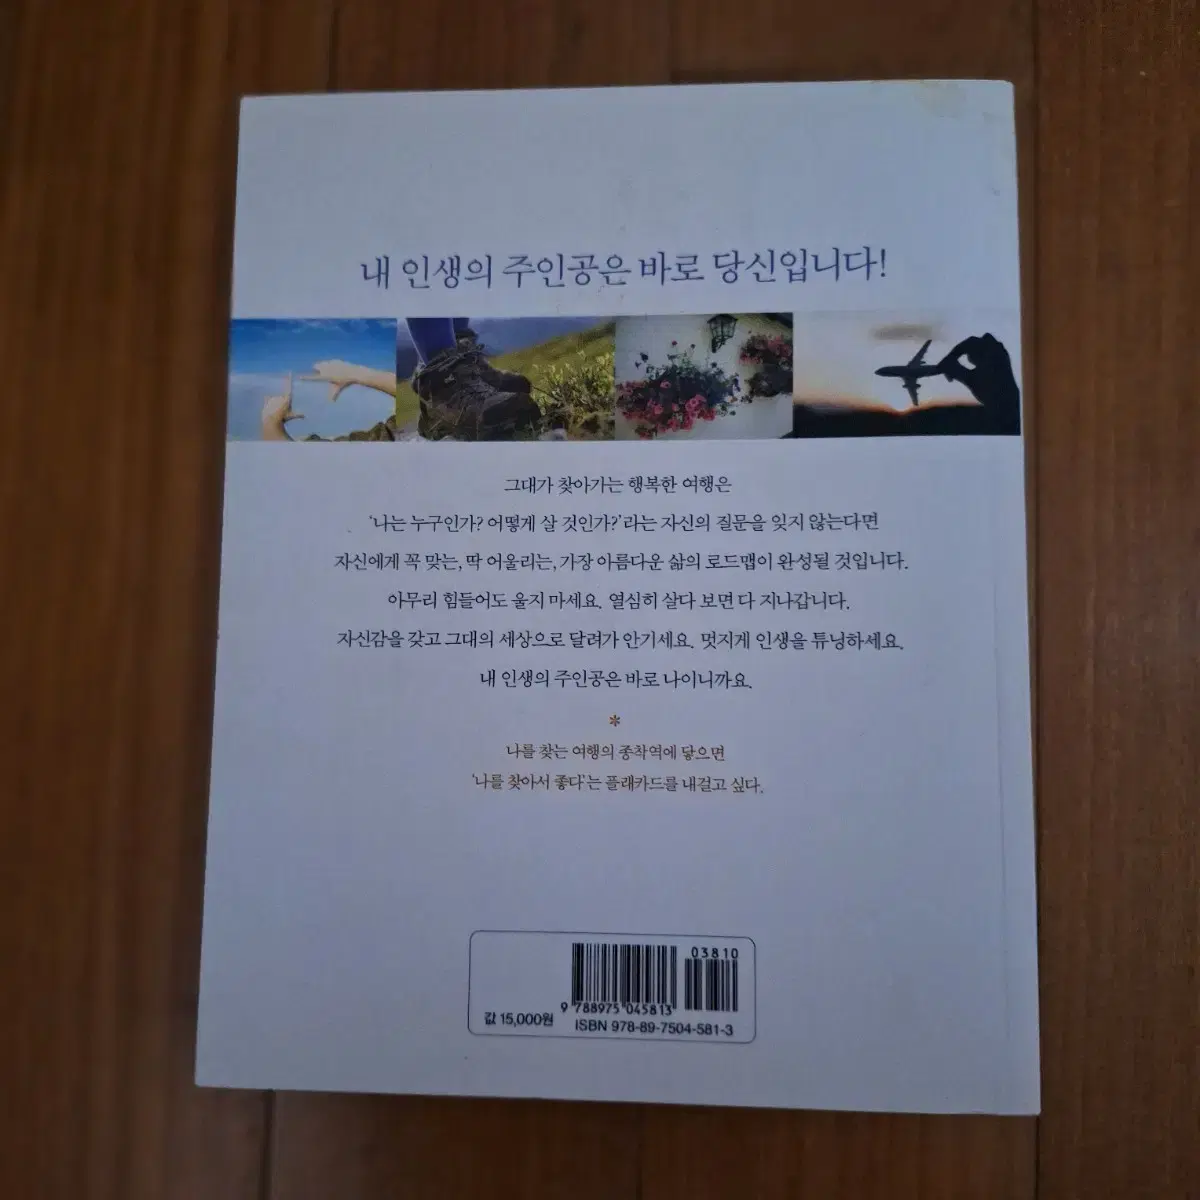 내 인생의 주인공은 바로 당신입니다!
그대가 찾아가는 행복한 여행은
'나는 누구인가? 어떻게 살 것인가?'라는 자신의 질문을 잊지 않는다면
자신에게 꼭 맞는, 딱 어울리는, 가장 아름다운 삶의 로드맵이 완성될 것입니다.
아무리 힘들어도 울지 마세요. 열심히 살다 보면 다 지나갑니다.
자신감을 갖고 그대의 세상으로 달려가 안기세요. 멋지게 인생을 튜닝하세요.
내 인생의 주인공은 바로 나이니까요.
*
나를 찾는 여행의 종착역에 닿으면
'나를 찾아서 좋다'는 플래카드를 내걸고 싶다.
03810
9 788975 045813
값 15,000원
ISBN 978-89-7504-581-3